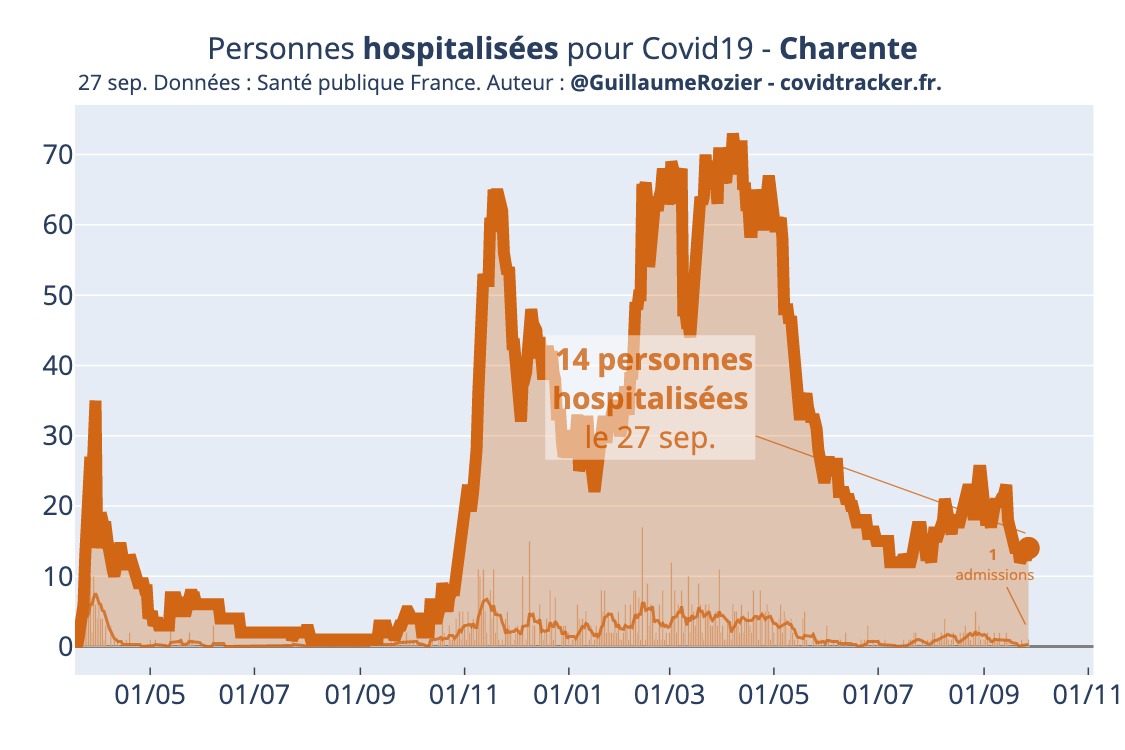 Personnes hospitalisées pour Covid19 - Charente
27 sep. Données : Santé publique France. Auteur : @GuillaumeRozier - covidtracker.fr.
70
60
50
40
30
20
10
0
14 personnes
hospitalisées
le 27 sep.
1
admissions
01/05 01/07 01/09 01/11 01/01 01/03 01/05 01/07 01/09 01/11